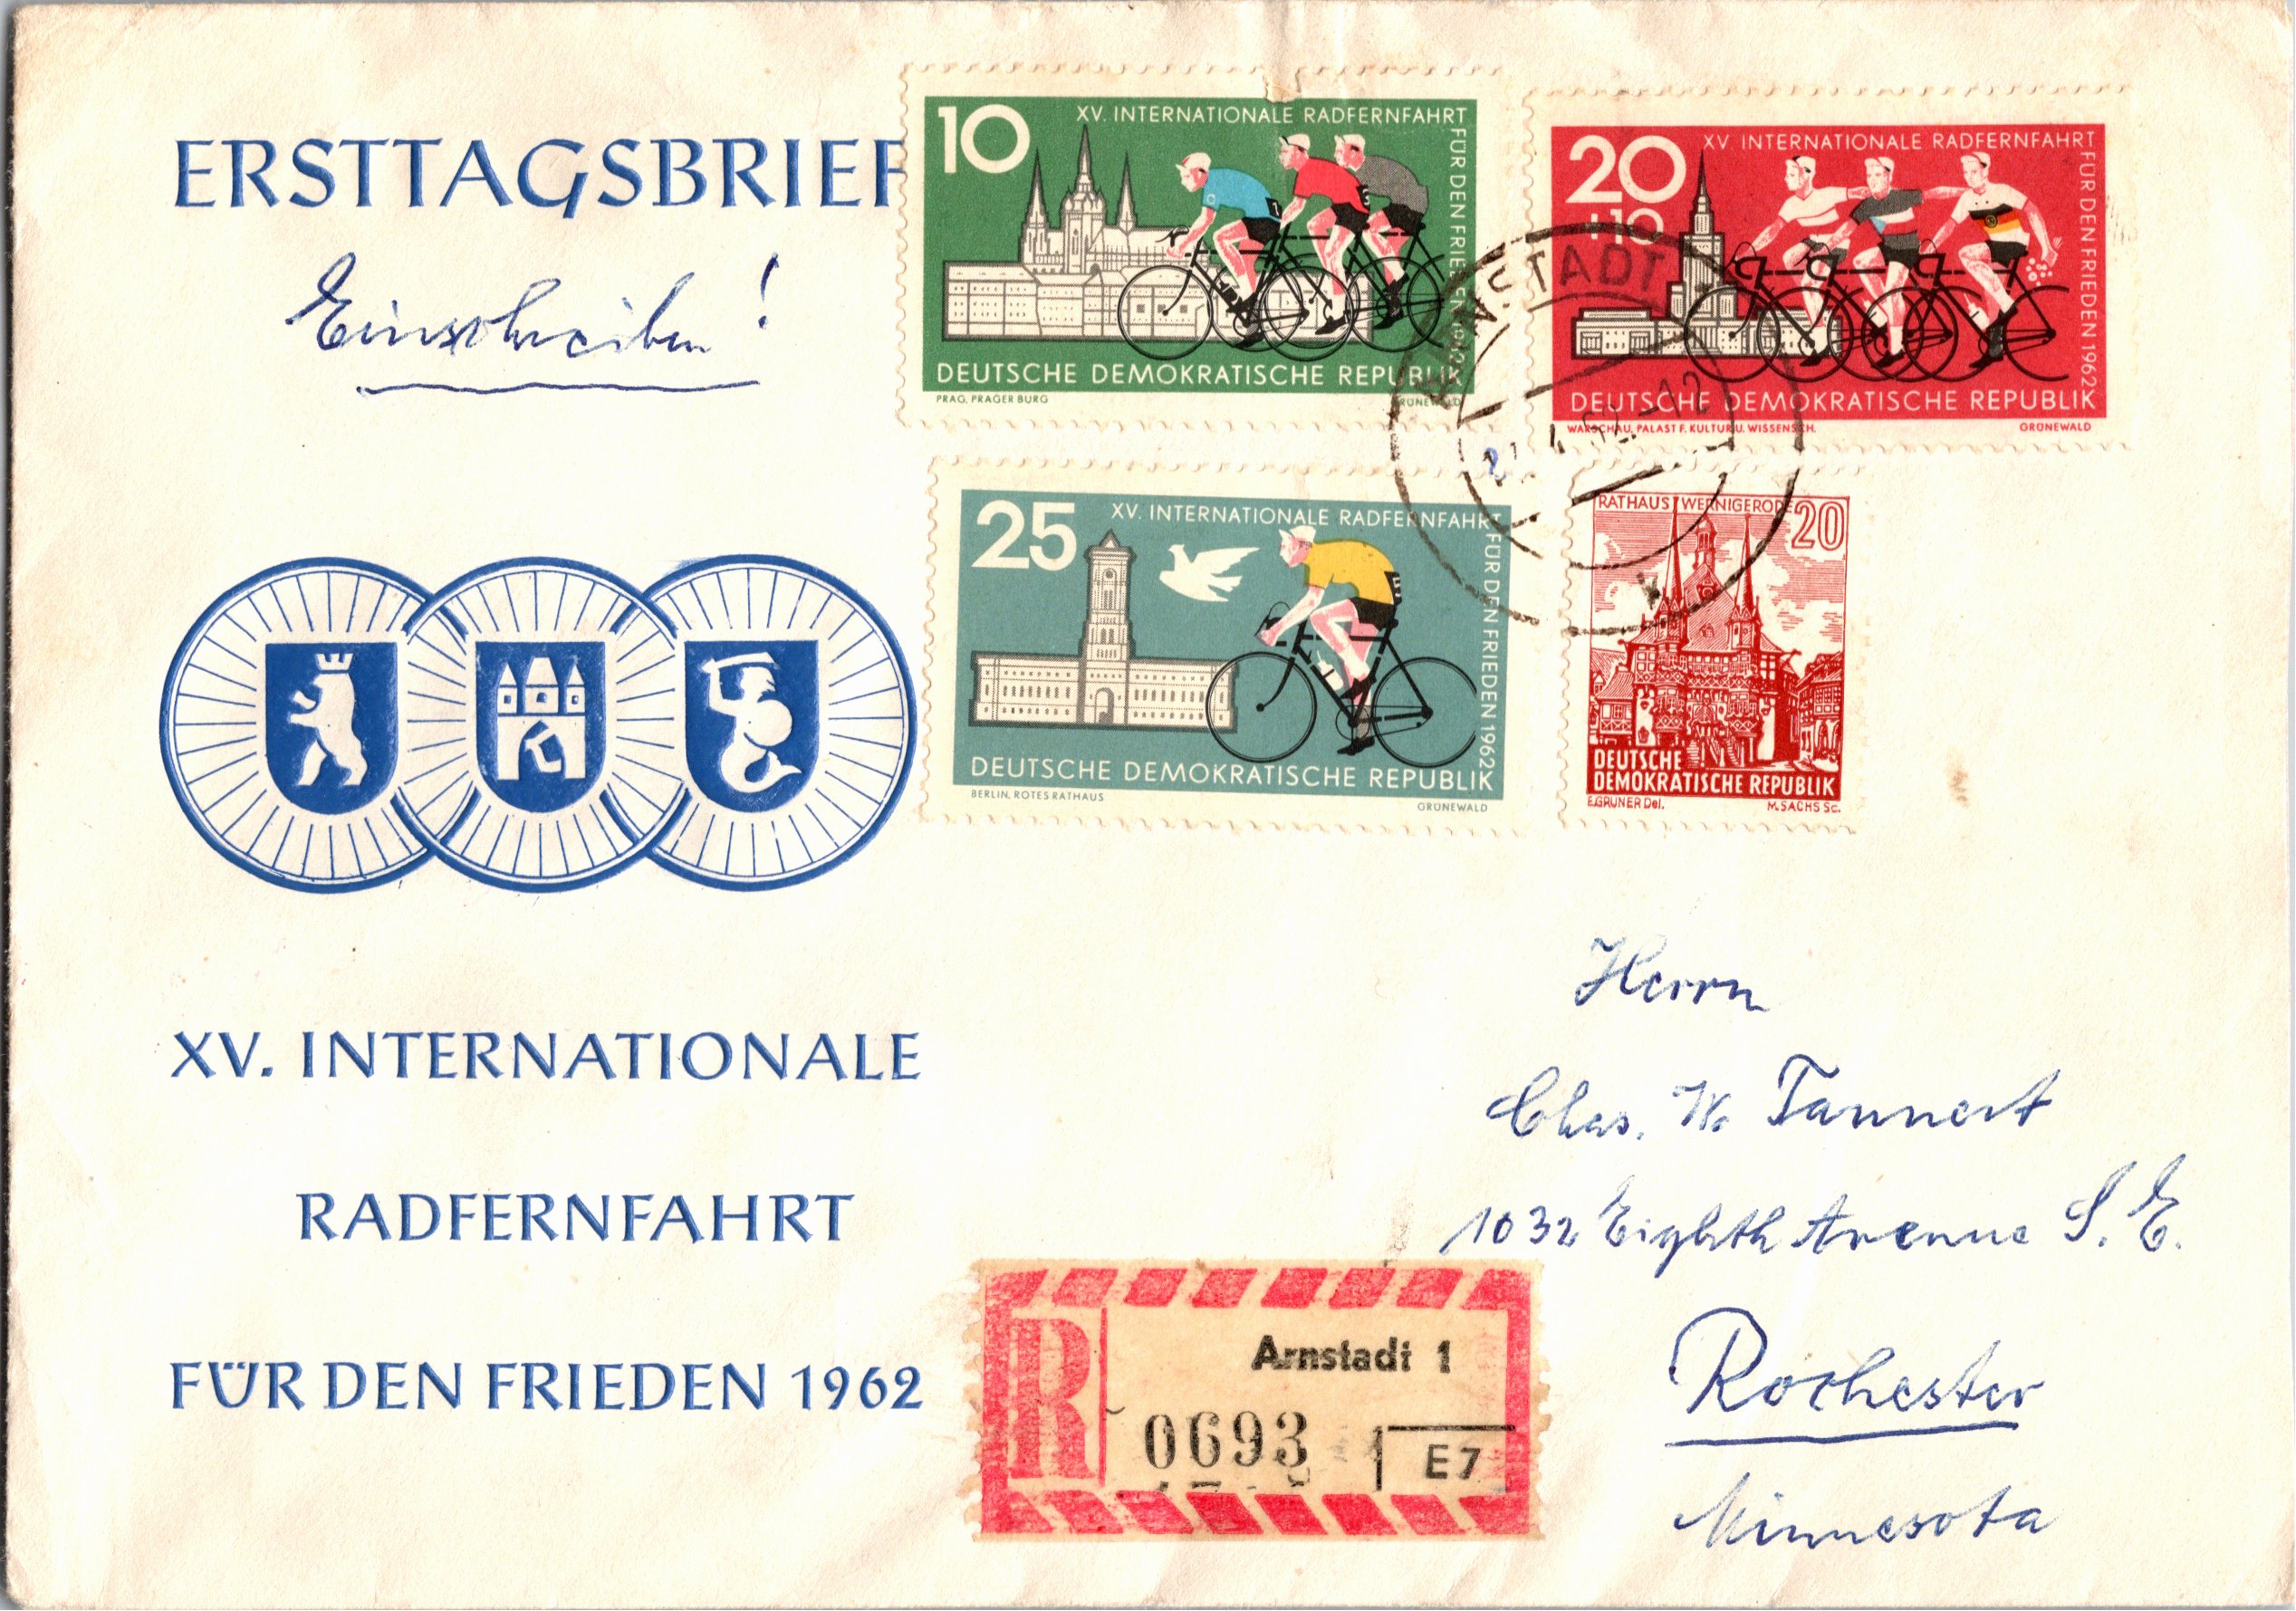 ERSTTAGSBRIEF
Einschreiben!
10
XV. INTERNATIONALE RADFERNFAHRT
FÜR DEN FRIEDEN 1962
DEUTSCHE DEMOKRATISCHE REPUBLIK
PRAG, PRAGER BURG
GRÜNEWALD
20
+10
XV INTERNATIONALE RADFERNFAHRT
FÜR DEN FRIEDEN 1962
DEUTSCHE DEMOKRATISCHE REPUBLIK
WARSCHAU, PALAST F. KULTUR U. WISSENSCH.
GRÜNEWALD
25
XV. INTERNATIONALE RADFERNFAHRT
FÜR DEN FRIEDEN 1962
DEUTSCHE DEMOKRATISCHE REPUBLIK
BERLIN, ROTES RATHAUS
GRÜNEWALD
RATHAUS WERNIGERODE
20
DEUTSCHE
DEMOKRATISCHE REPUBLIK
E.GRUNER Del. M.SACHS Sc.
ARNSTADT
XV. INTERNATIONALE
RADFERNFAHRT
FÜR DEN FRIEDEN 1962
R
Arnstadt 1
0693
E7
Herrn
Chas. W. Tannert
1032 Eighth Avenue S.E.
Rochester
Minnesota